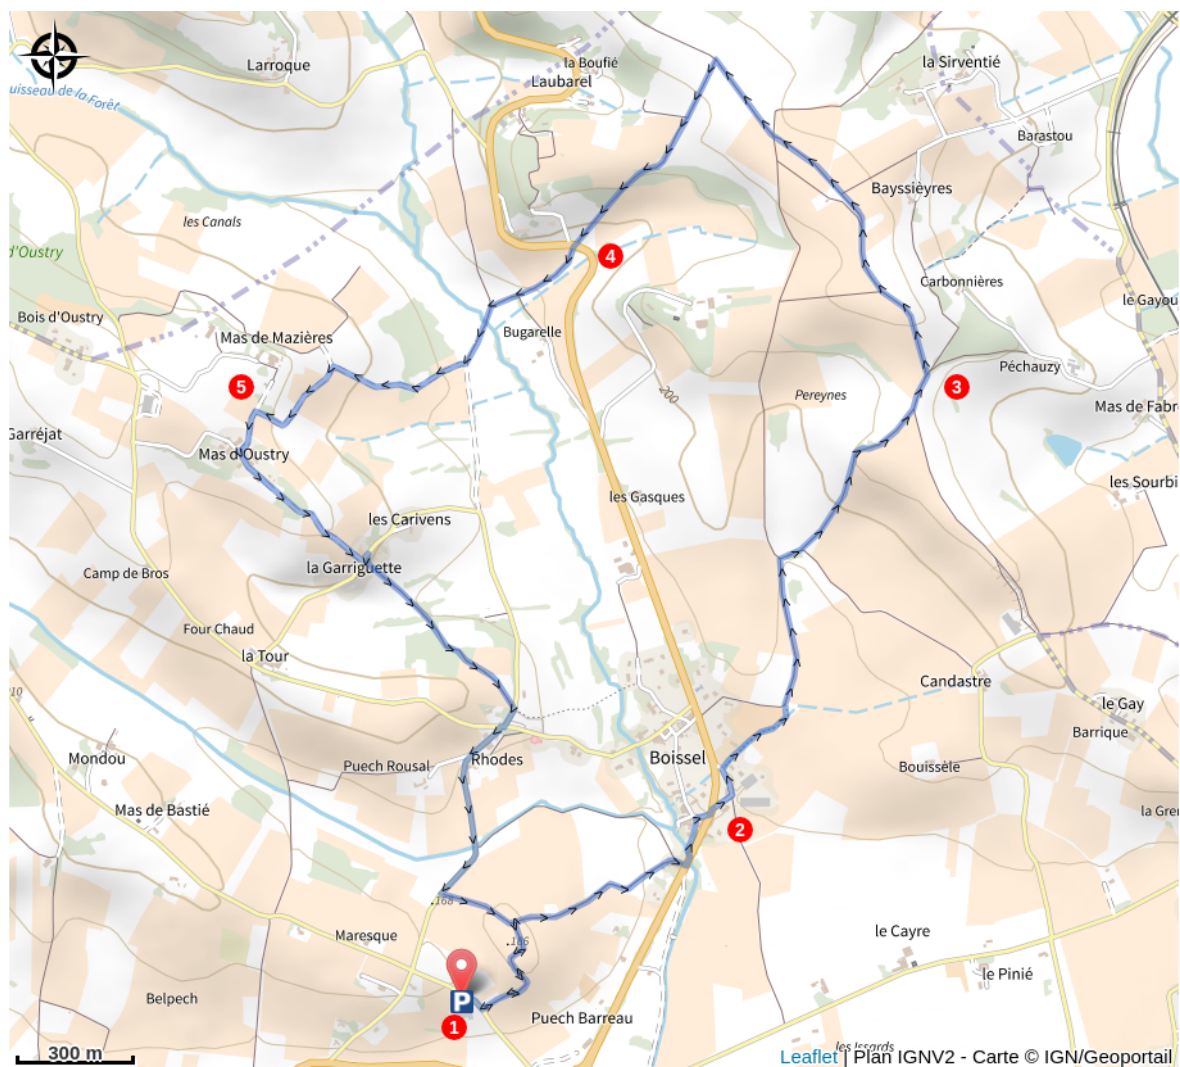 la Boufié
la Sirventié
Larroque
Laubarel
uisseau de la Forêt
Barastou
Bayssièyres
les Canals
d'Oustry
4
Carbonnières
le Gayou
Bois d'Oustry
Bugarelle
Mas de Mazières
Péchauzy
5
3
200
Pereynes
Mas de Fabr
Garréjat
Mas d'Oustry
les Sourbi
les Gasques
les Carivens
la Garriguette
Camp de Bros
Four Chaud
la Tour
Candastre
le Gay
Barrique
Boissel
Mondou
Puech Rousal
Rhodes
Bouissèle
Mas de Bastié
la Gre
2
.168
Maresque
le Cayre
le Pinié
Belpech
P
1
Puech Barreau
300 m
les Issards
Leaflet | Plan IGNV2 - Carte © IGN/Geoportail